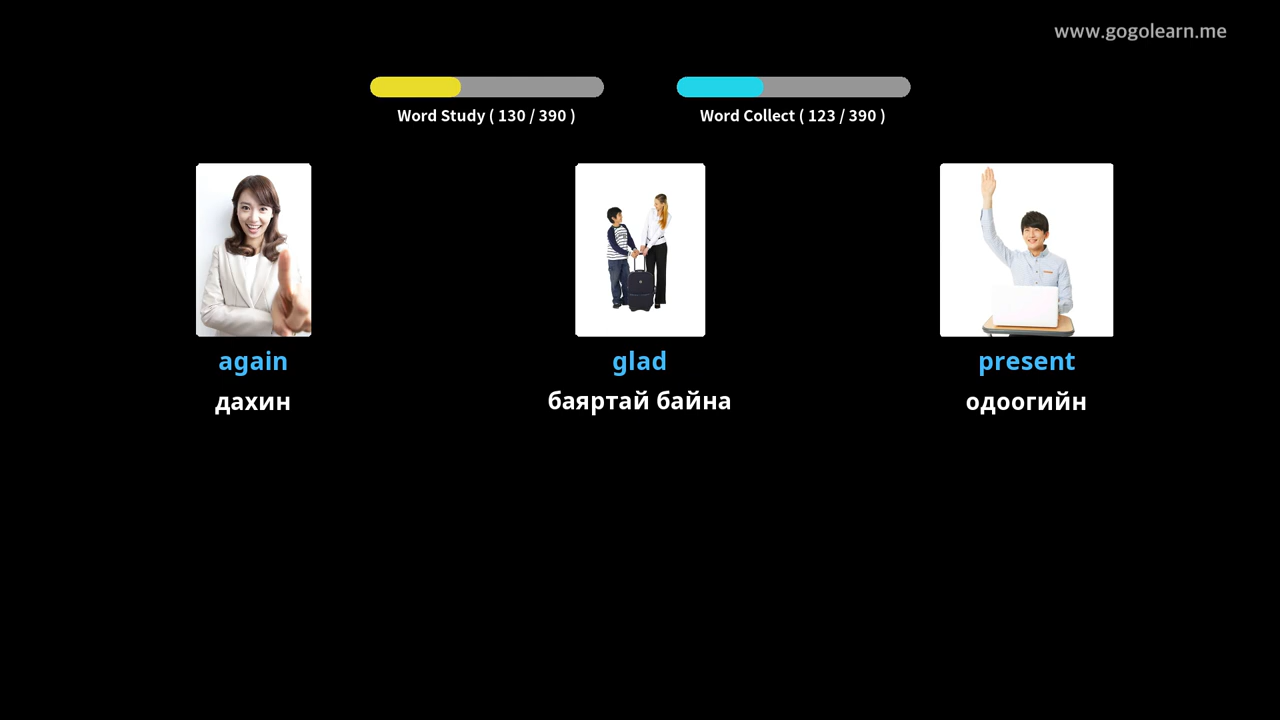 www.gogolearn.me
Word Study ( 130 / 390 )
Word Collect ( 123 / 390 )
again
glad
present
дахин
баяртай байна
одоогийн